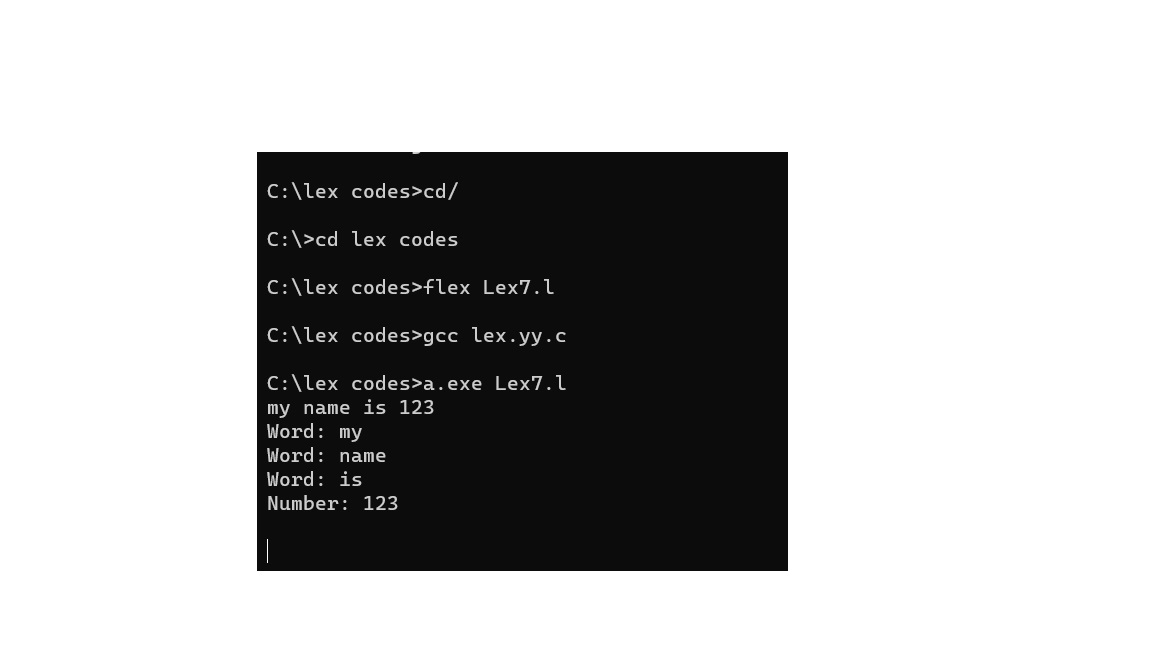 C:\lex codes>cd/
C:\>cd lex codes
C:\lex codes>flex Lex7.l
C:\lex codes>gcc lex.yy.c
C:\lex codes>a.exe Lex7.l
my name is 123
Word: my
Word: name
Word: is
Number: 123